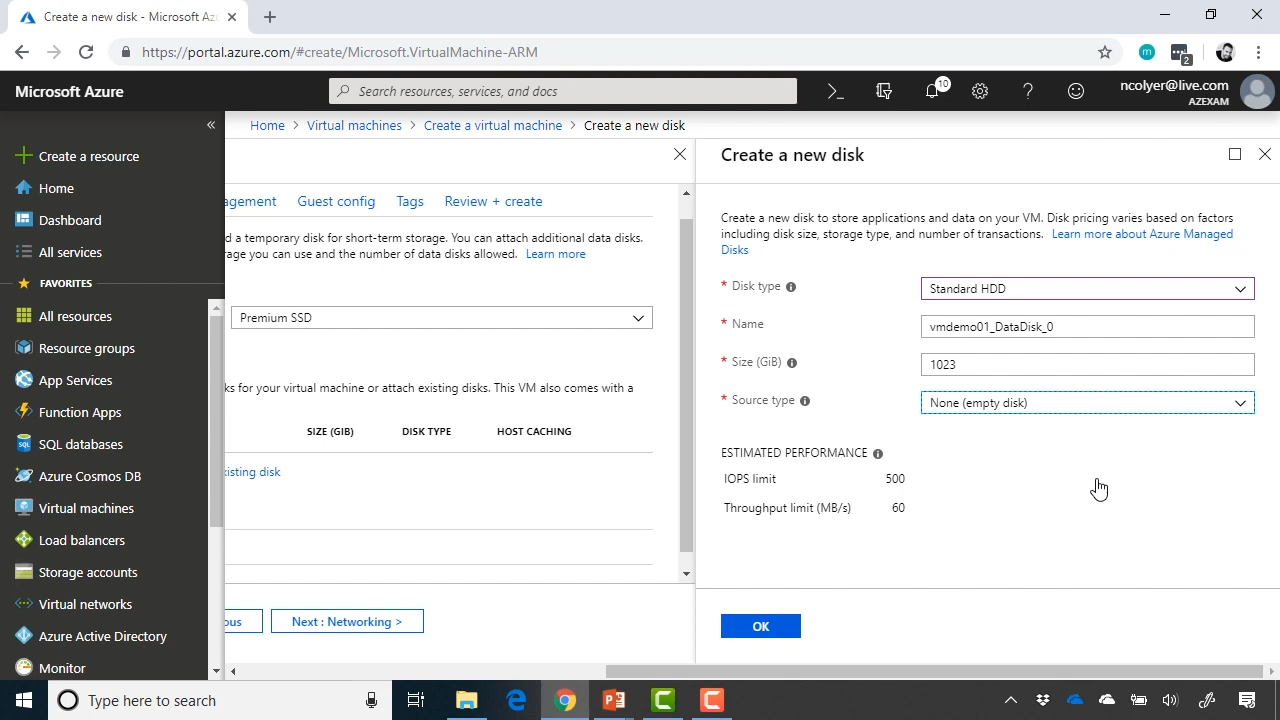 Create a new disk - Microsoft Az
https://portal.azure.com/#create/Microsoft.VirtualMachine-ARM
m
2
Microsoft Azure
Search resources, services, and docs
10
ncolyer@live.com
AZEXAM
Home > Virtual machines > Create a virtual machine > Create a new disk
Create a resource
Home
Dashboard
All services
FAVORITES
All resources
Resource groups
App Services
Function Apps
SQL databases
Azure Cosmos DB
Virtual machines
Load balancers
Storage accounts
Virtual networks
Azure Active Directory
Monitor
agement Guest config Tags Review + create
d a temporary disk for short-term storage. You can attach additional data disks.
rage you can use and the number of data disks allowed. Learn more
Premium SSD
ks for your virtual machine or attach existing disks. This VM also comes with a
SIZE (GIB) DISK TYPE HOST CACHING
isting disk
ous
Next : Networking >
Create a new disk
Create a new disk to store applications and data on your VM. Disk pricing varies based on factors
including disk size, storage type, and number of transactions. Learn more about Azure Managed
Disks
* Disk type Standard HDD
* Name vmdemo01_DataDisk_0
* Size (GiB) 1023
* Source type None (empty disk)
ESTIMATED PERFORMANCE
IOPS limit 500
Throughput limit (MB/s) 60
OK
Type here to search